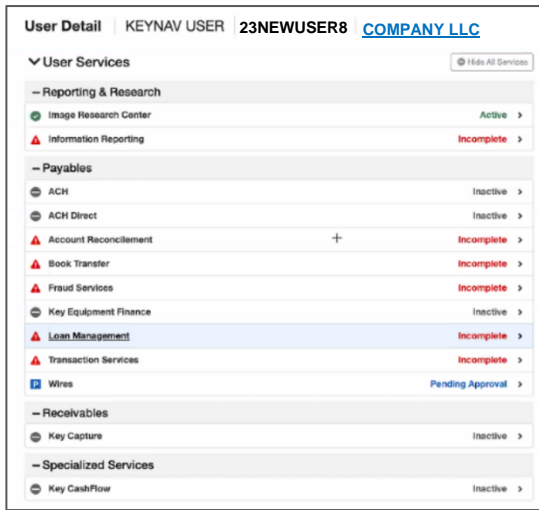 User Detail KEYNAV USER 23NEWUSER8 COMPANY LLC
User Services Hide All Services
– Reporting & Research
Image Research Center Active >
Information Reporting Incomplete >
– Payables
ACH Inactive >
ACH Direct Inactive >
Account Reconcilement Incomplete >
Book Transfer Incomplete >
Fraud Services Incomplete >
Key Equipment Finance Inactive >
Loan Management Incomplete >
Transaction Services Incomplete >
P Wires Pending Approval >
– Receivables
Key Capture Inactive >
– Specialized Services
Key CashFlow Inactive >